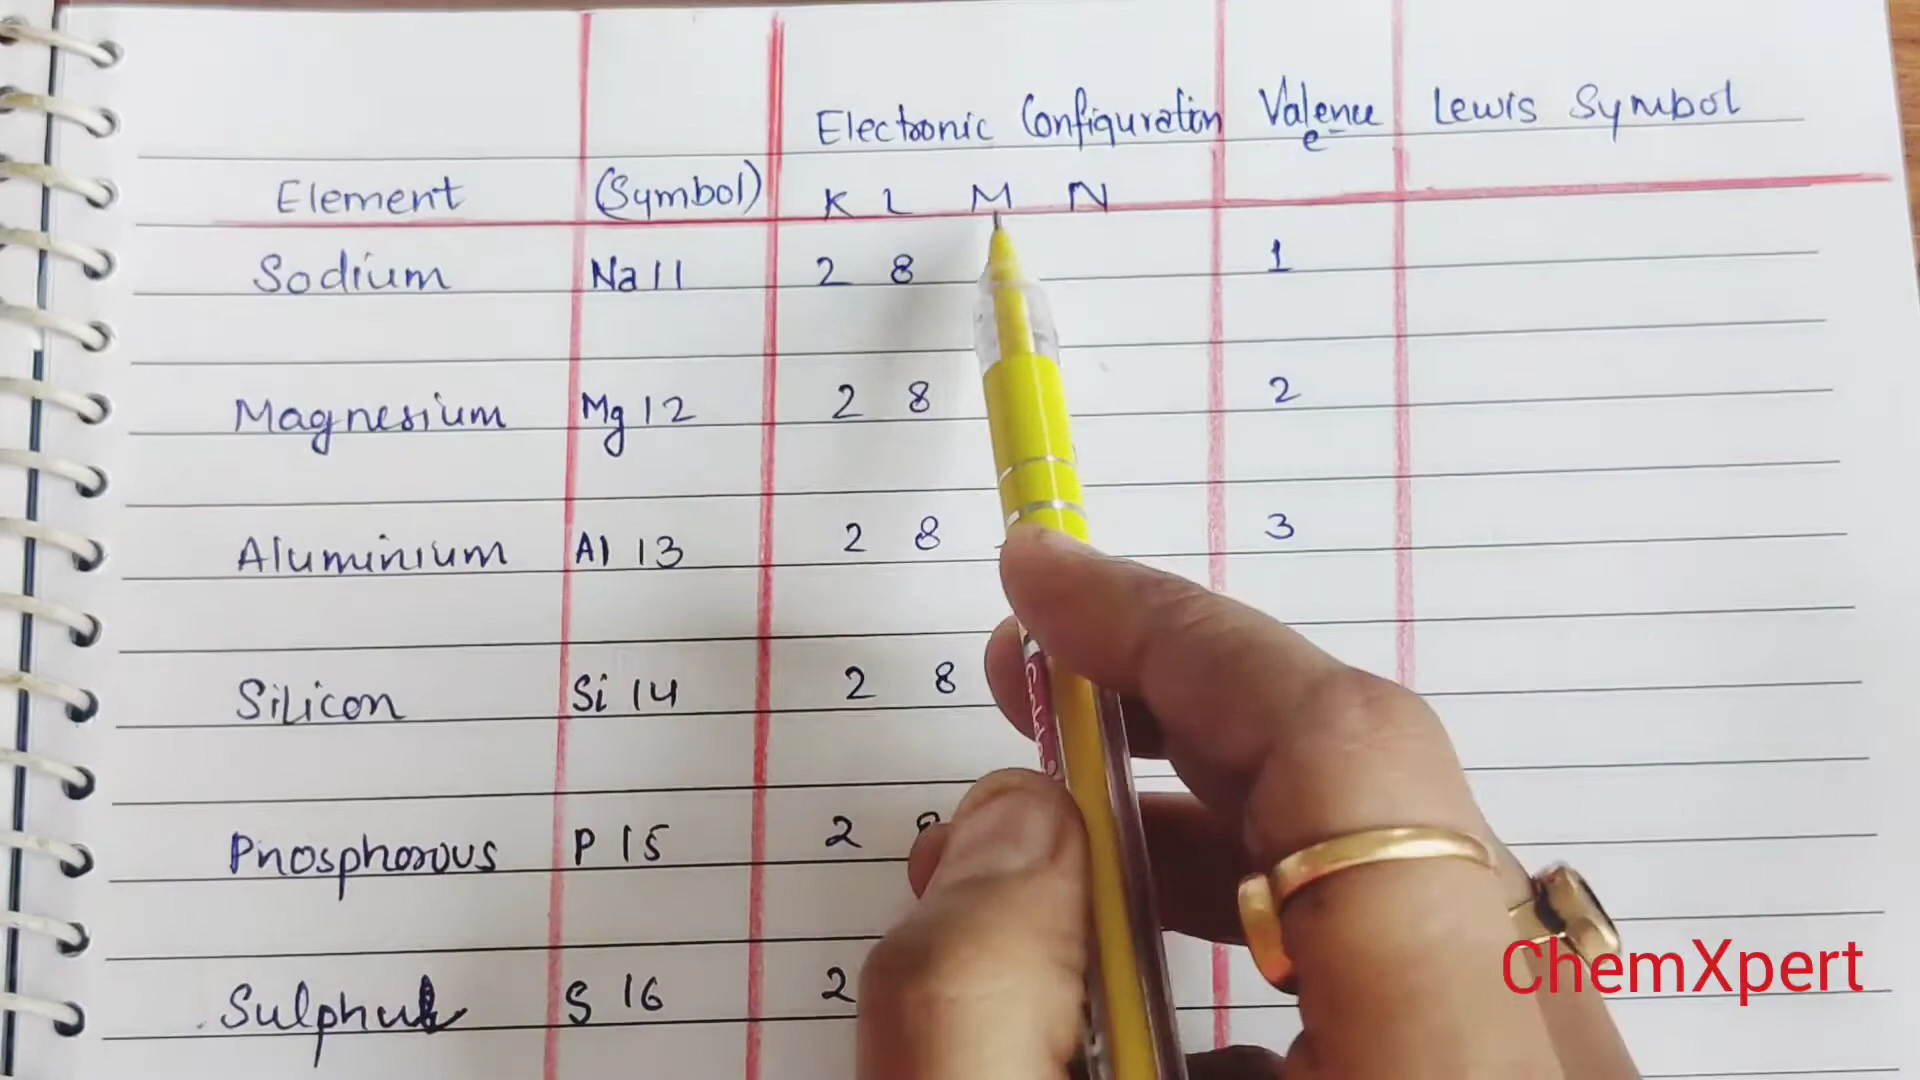 Electronic Configuration Valence Lewis Symbol
e-
Element (Symbol) K L M N
Sodium Na 11 2 8 1
Magnesium Mg 12 2 8 2
Aluminium Al 13 2 8 3
Silicon Si 14 2 8
Phosphorous P 15 2 8
Sulphur S 16 2
ChemXpert